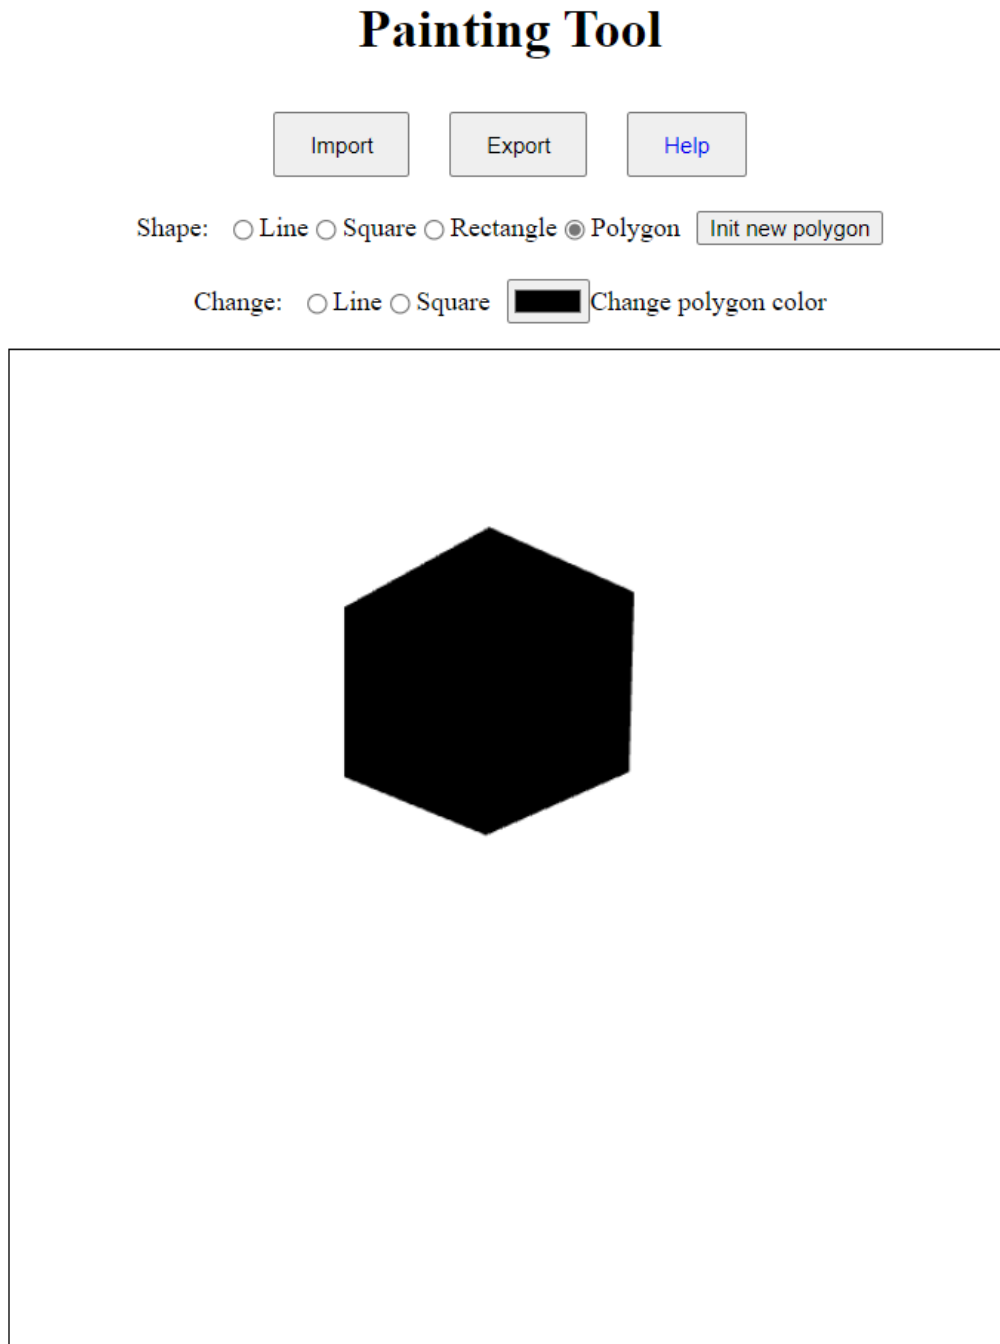 Painting Tool
Import Export Help
Shape: Line Square Rectangle Polygon Init new polygon
Change: Line Square Change polygon color